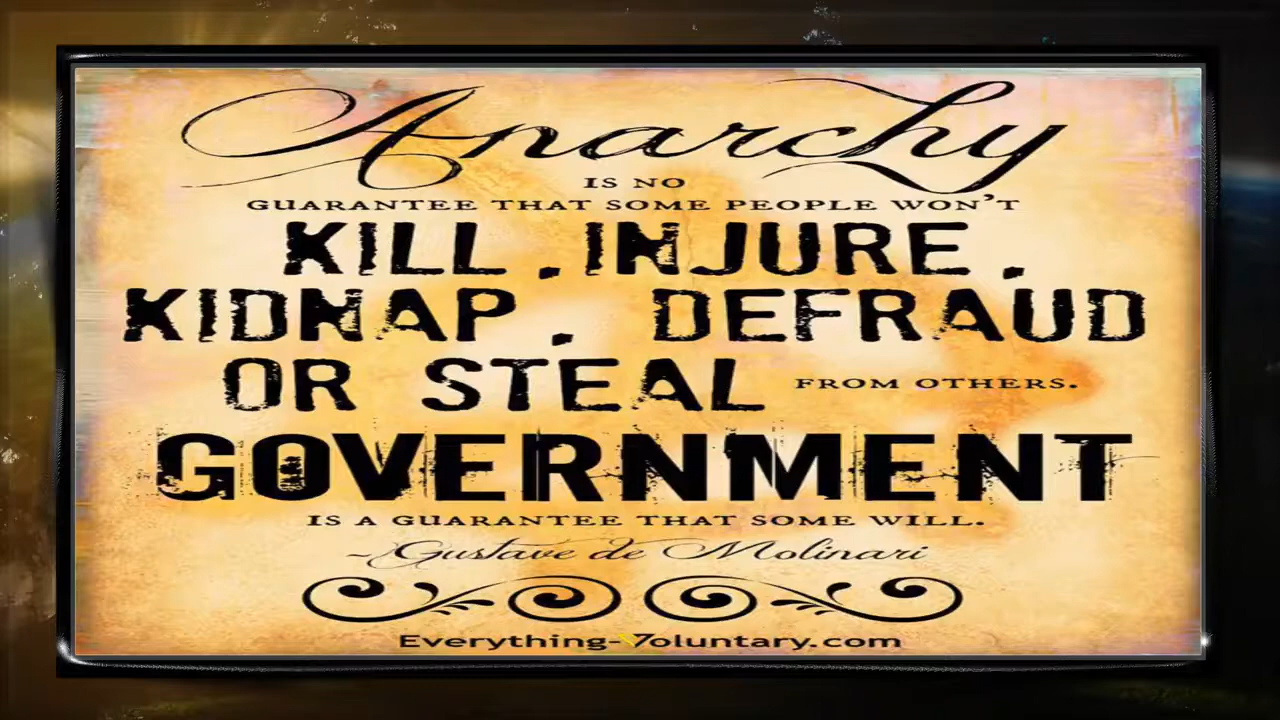 Anarchy
IS NO
GUARANTEE THAT SOME PEOPLE WON'T
KILL, INJURE,
KIDNAP, DEFRAUD
OR STEAL FROM OTHERS.
GOVERNMENT
IS A GUARANTEE THAT SOME WILL.
~Gustave de Molinari
Everything-Voluntary.com